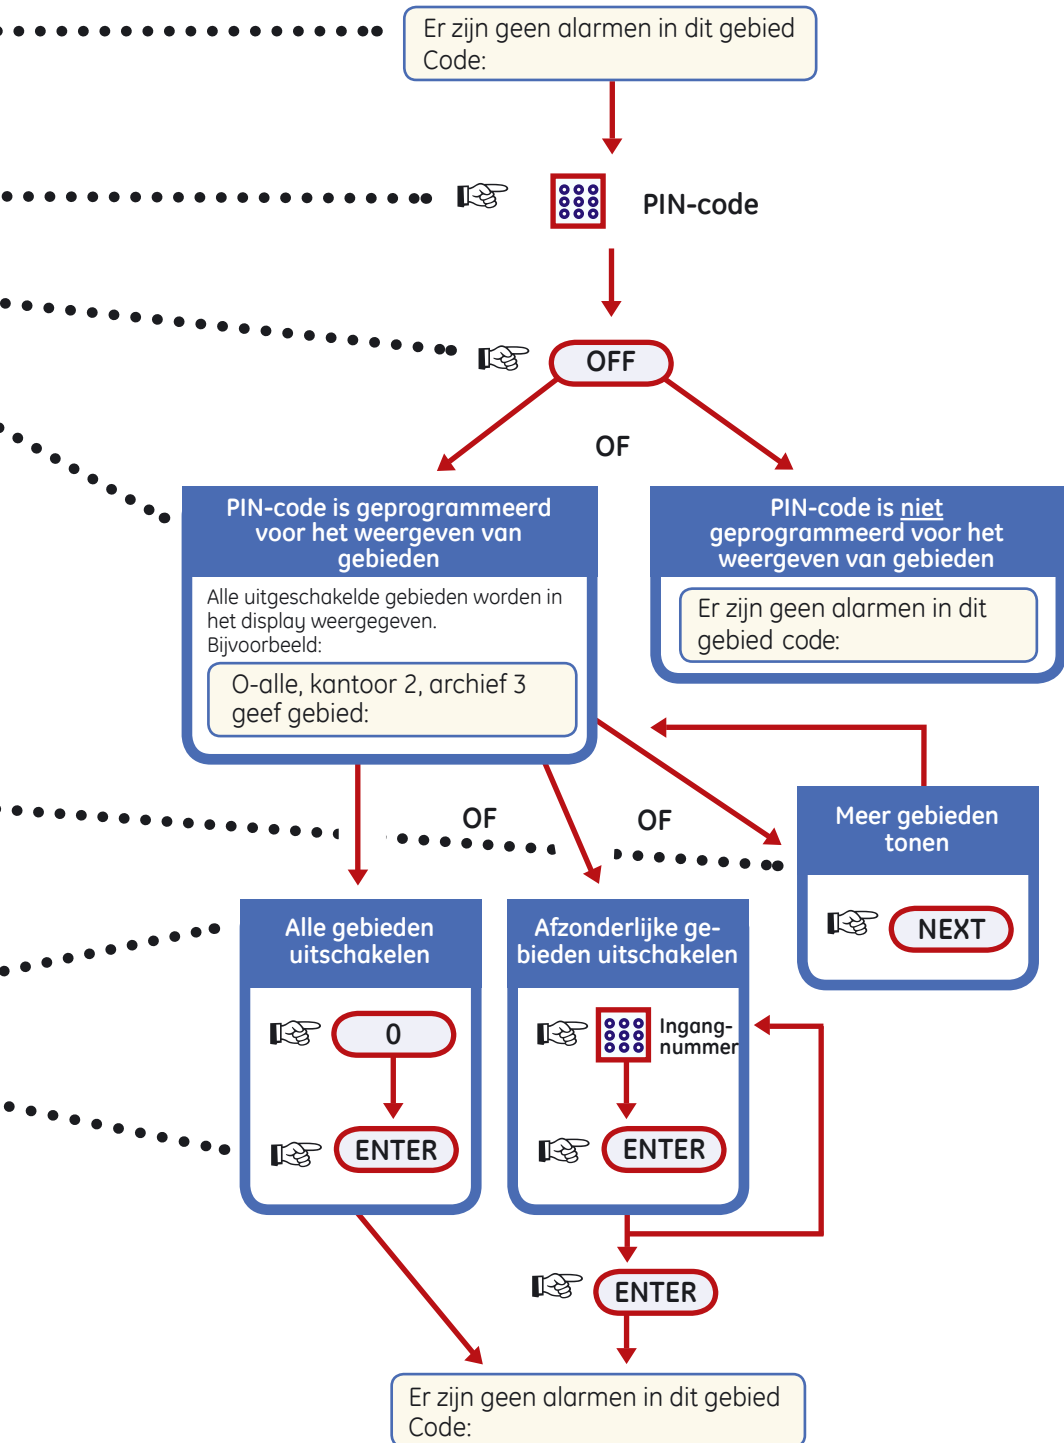 Er zijn geen alarmen in dit gebied
Code:
PIN-code
OFF
OF
PIN-code is geprogrammeerd
voor het weergeven van
gebieden
Alle uitgeschakelde gebieden worden in
het display weergegeven.
Bijvoorbeeld:
O-alle, kantoor 2, archief 3
geef gebied:
PIN-code is niet
geprogrammeerd voor het
weergeven van gebieden
Er zijn geen alarmen in dit
gebied code:
OF
OF
Meer gebieden
tonen
NEXT
Alle gebieden
uitschakelen
0
ENTER
Afzonderlijke ge-
bieden uitschakelen
Ingang-
nummer
ENTER
ENTER
Er zijn geen alarmen in dit gebied
Code: